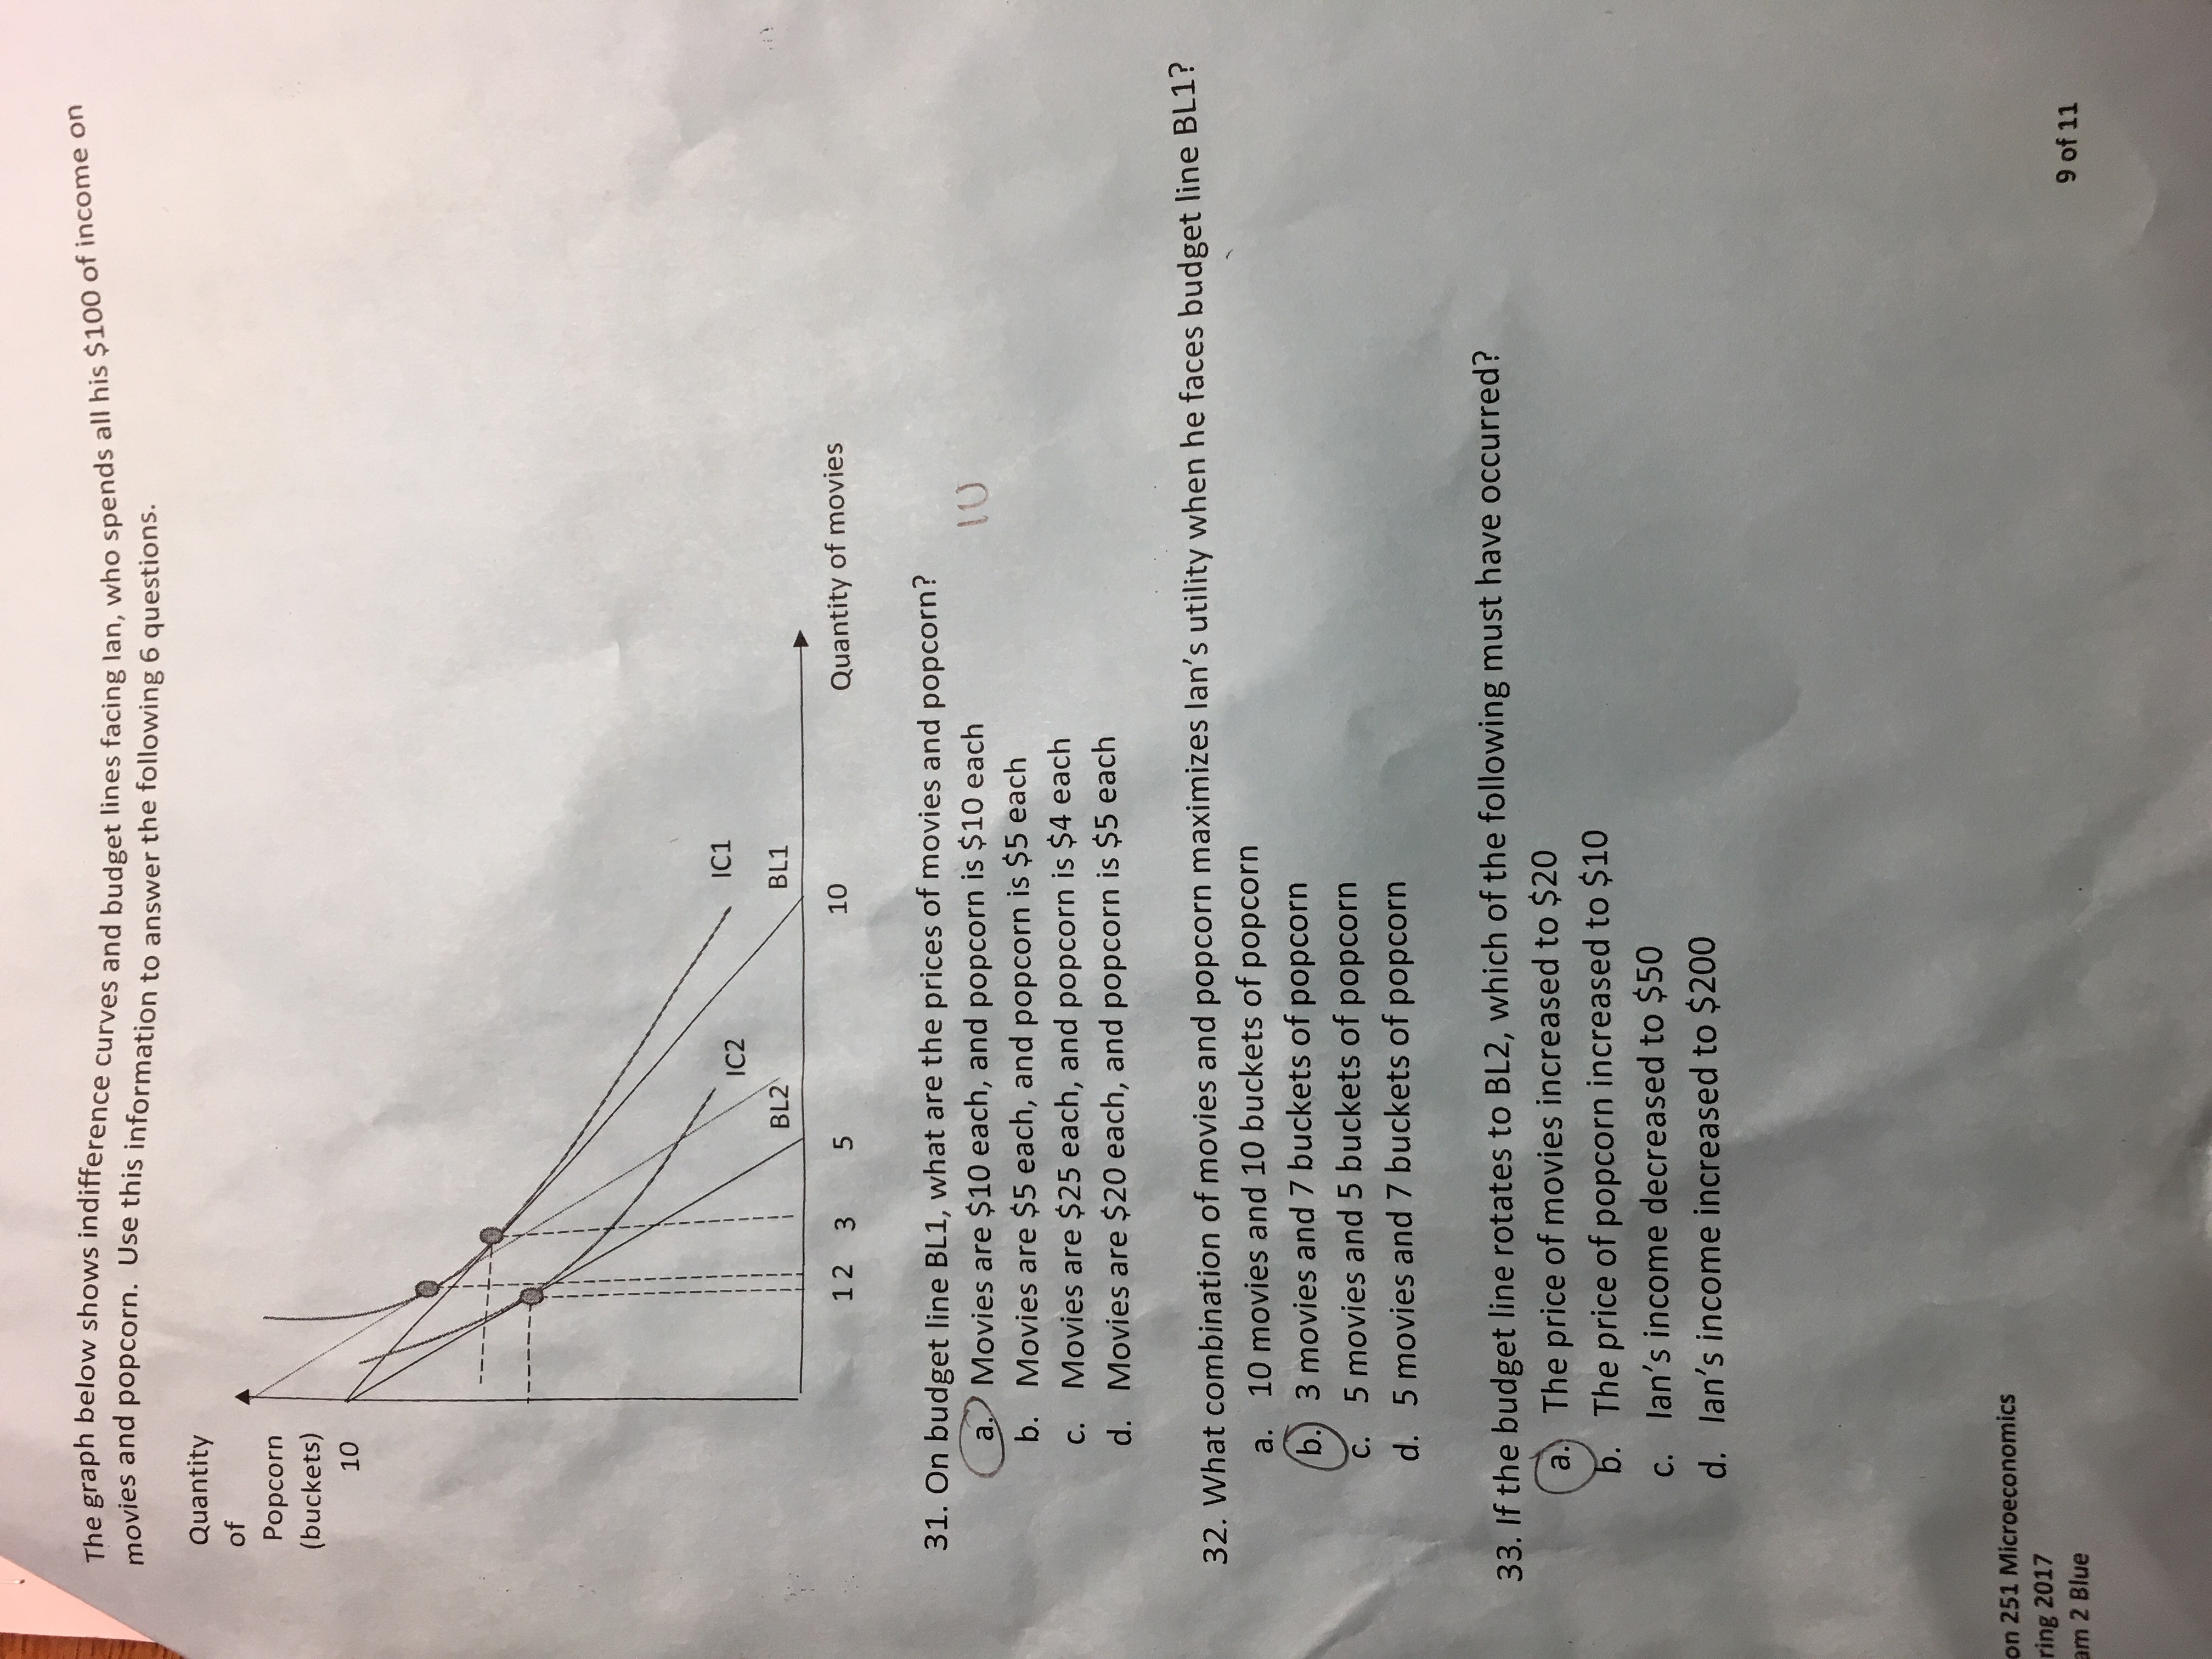 The graph below shows indifference curves and budget lines facing Ian, who spends all his $100 of income on
movies and popcorn.  Use this information to answer the following 6 questions.
Quantity
of
Popcorn
(buckets)
10
IC1
IC2
BL2
BL1
1 2 3 5 10 Quantity of movies
31. On budget line BL1, what are the prices of movies and popcorn?
a. Movies are $10 each, and popcorn is $10 each
10
b. Movies are $5 each, and popcorn is $5 each
c. Movies are $25 each, and popcorn is $4 each
d. Movies are $20 each, and popcorn is $5 each
32. What combination of movies and popcorn maximizes Ian's utility when he faces budget line BL1?
a. 10 movies and 10 buckets of popcorn
b. 3 movies and 7 buckets of popcorn
c. 5 movies and 5 buckets of popcorn
d. 5 movies and 7 buckets of popcorn
33. If the budget line rotates to BL2, which of the following must have occurred?
a. The price of movies increased to $20
b. The price of popcorn increased to $10
c. Ian's income decreased to $50
d. Ian's income increased to $200
on 251 Microeconomics
ring 2017
am 2 Blue
9 of 11